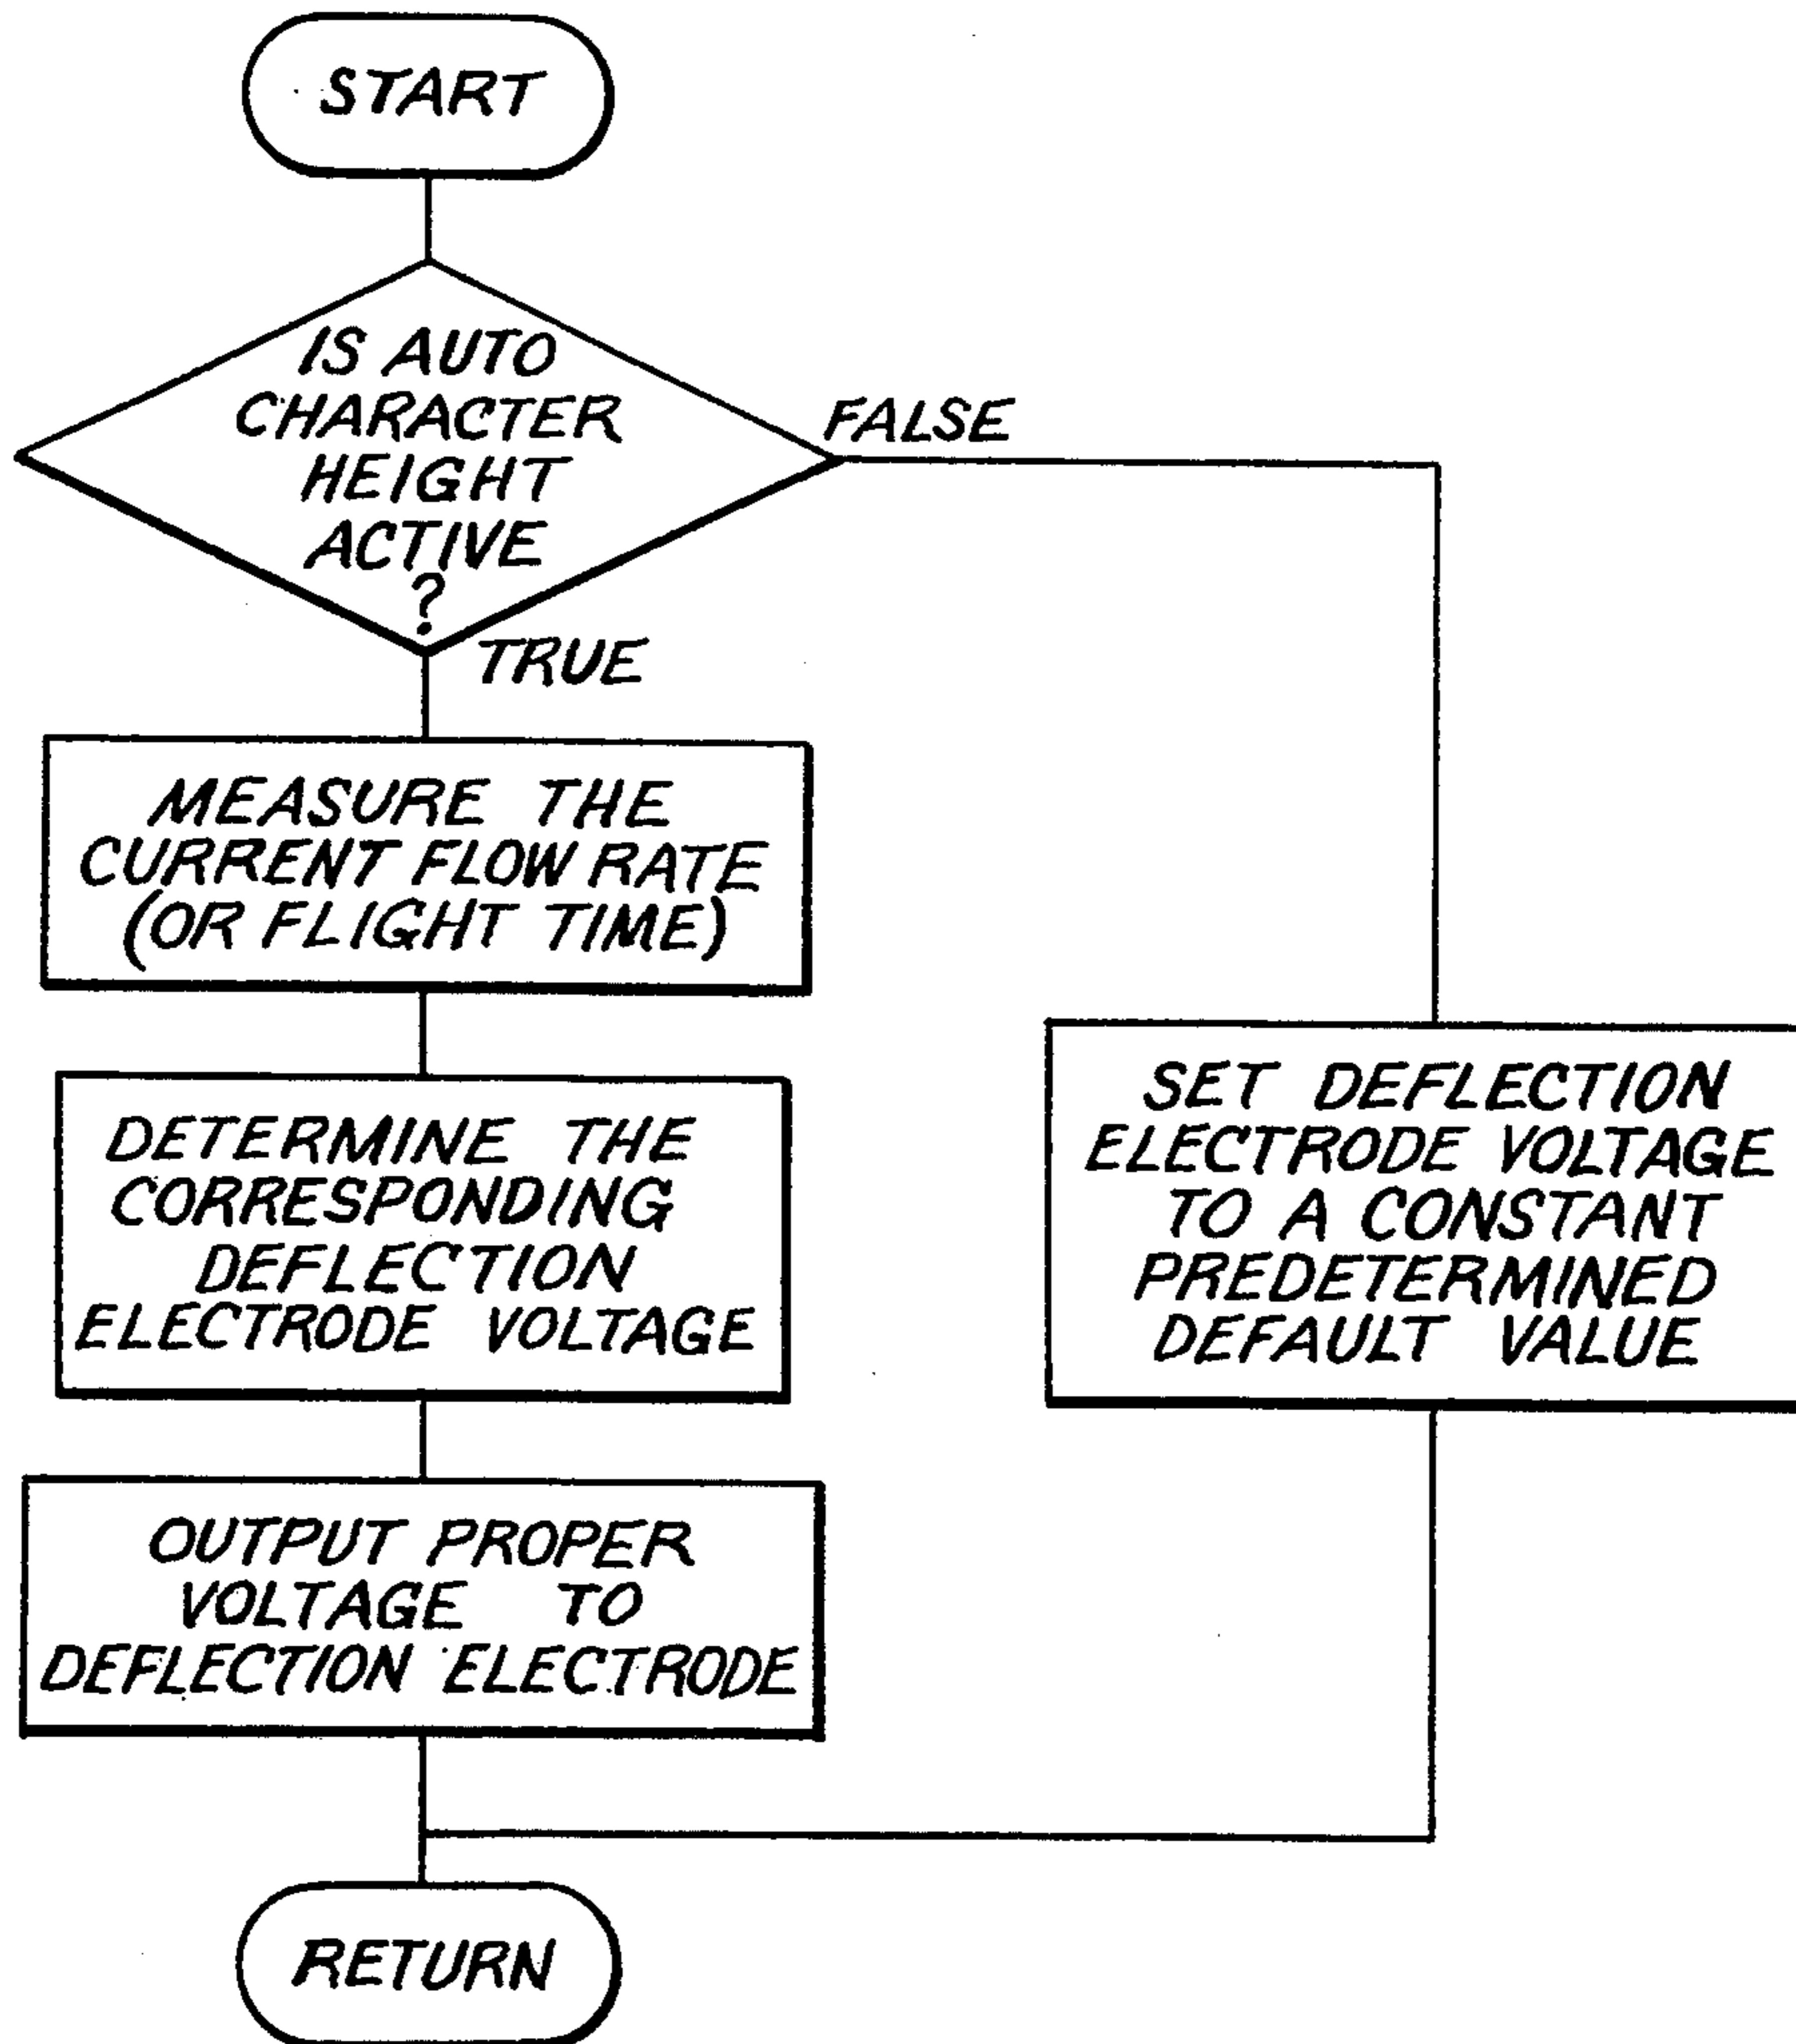 START
IS AUTO
CHARACTER
HEIGHT
ACTIVE
?
FALSE
TRUE
MEASURE THE
CURRENT FLOW RATE
(OR FLIGHT TIME)
DETERMINE THE
CORRESPONDING
DEFLECTION
ELECTRODE VOLTAGE
OUTPUT PROPER
VOLTAGE TO
DEFLECTION ELECTRODE
SET DEFLECTION
ELECTRODE VOLTAGE
TO A CONSTANT
PREDETERMINED
DEFAULT VALUE
RETURN